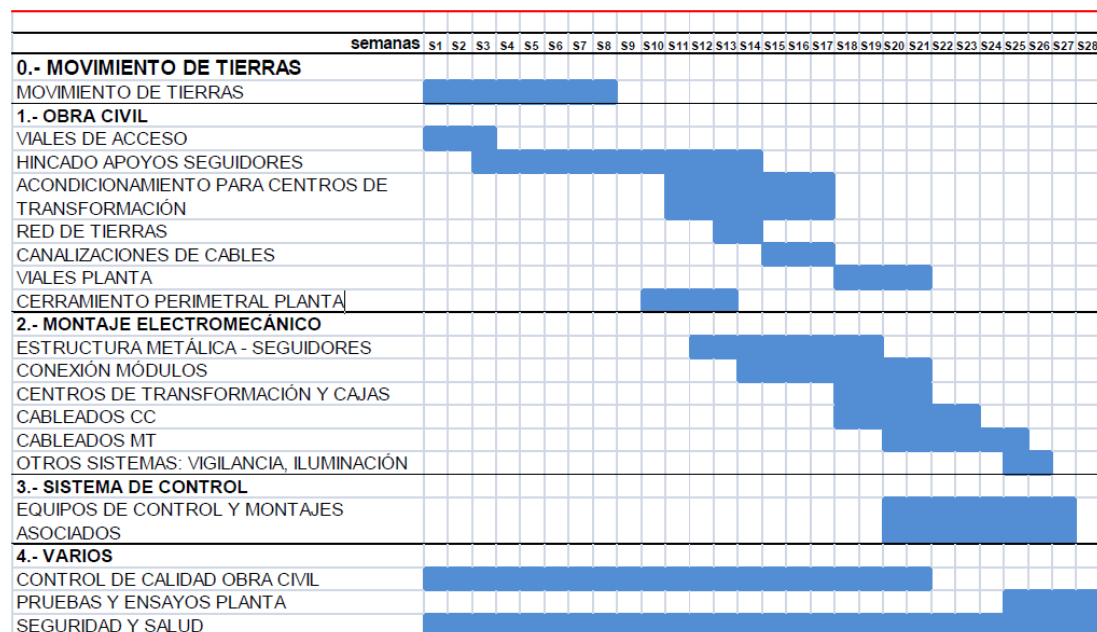 semanas S1 S2 S3 S4 S5 S6 S7 S8 S9 S10 S11 S12 S13 S14 S15 S16 S17 S18 S19 S20 S21 S22 S23 S24 S25 S26 S27 S28
0.- MOVIMIENTO DE TIERRAS
MOVIMIENTO DE TIERRAS
1.- OBRA CIVIL
VIALES DE ACCESO
HINCADO APOYOS SEGUIDORES
ACONDICIONAMIENTO PARA CENTROS DE
TRANSFORMACIÓN
RED DE TIERRAS
CANALIZACIONES DE CABLES
VIALES PLANTA
CERRAMIENTO PERIMETRAL PLANTA
2.- MONTAJE ELECTROMECÁNICO
ESTRUCTURA METÁLICA - SEGUIDORES
CONEXIÓN MÓDULOS
CENTROS DE TRANSFORMACIÓN Y CAJAS
CABLEADOS CC
CABLEADOS MT
OTROS SISTEMAS: VIGILANCIA, ILUMINACIÓN
3.- SISTEMA DE CONTROL
EQUIPOS DE CONTROL Y MONTAJES
ASOCIADOS
4.- VARIOS
CONTROL DE CALIDAD OBRA CIVIL
PRUEBAS Y ENSAYOS PLANTA
SEGURIDAD Y SALUD